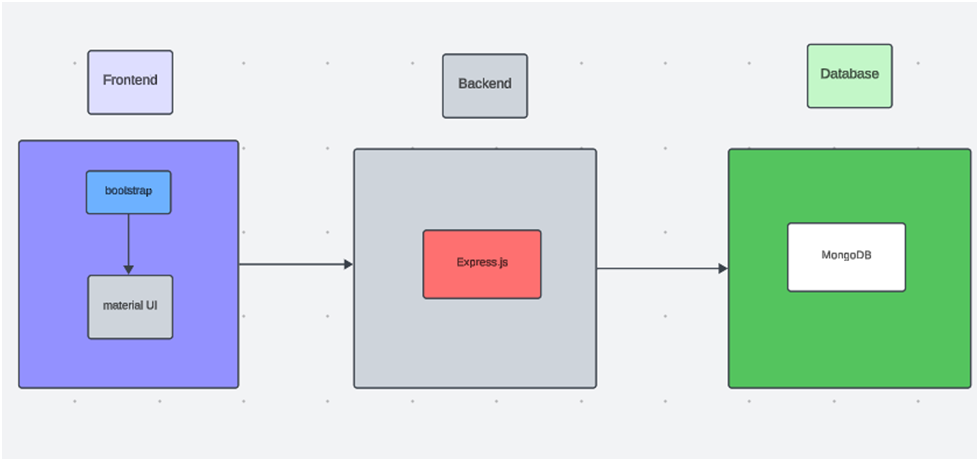 Frontend
Backend
Database
bootstrap
material UI
Express.js
MongoDB